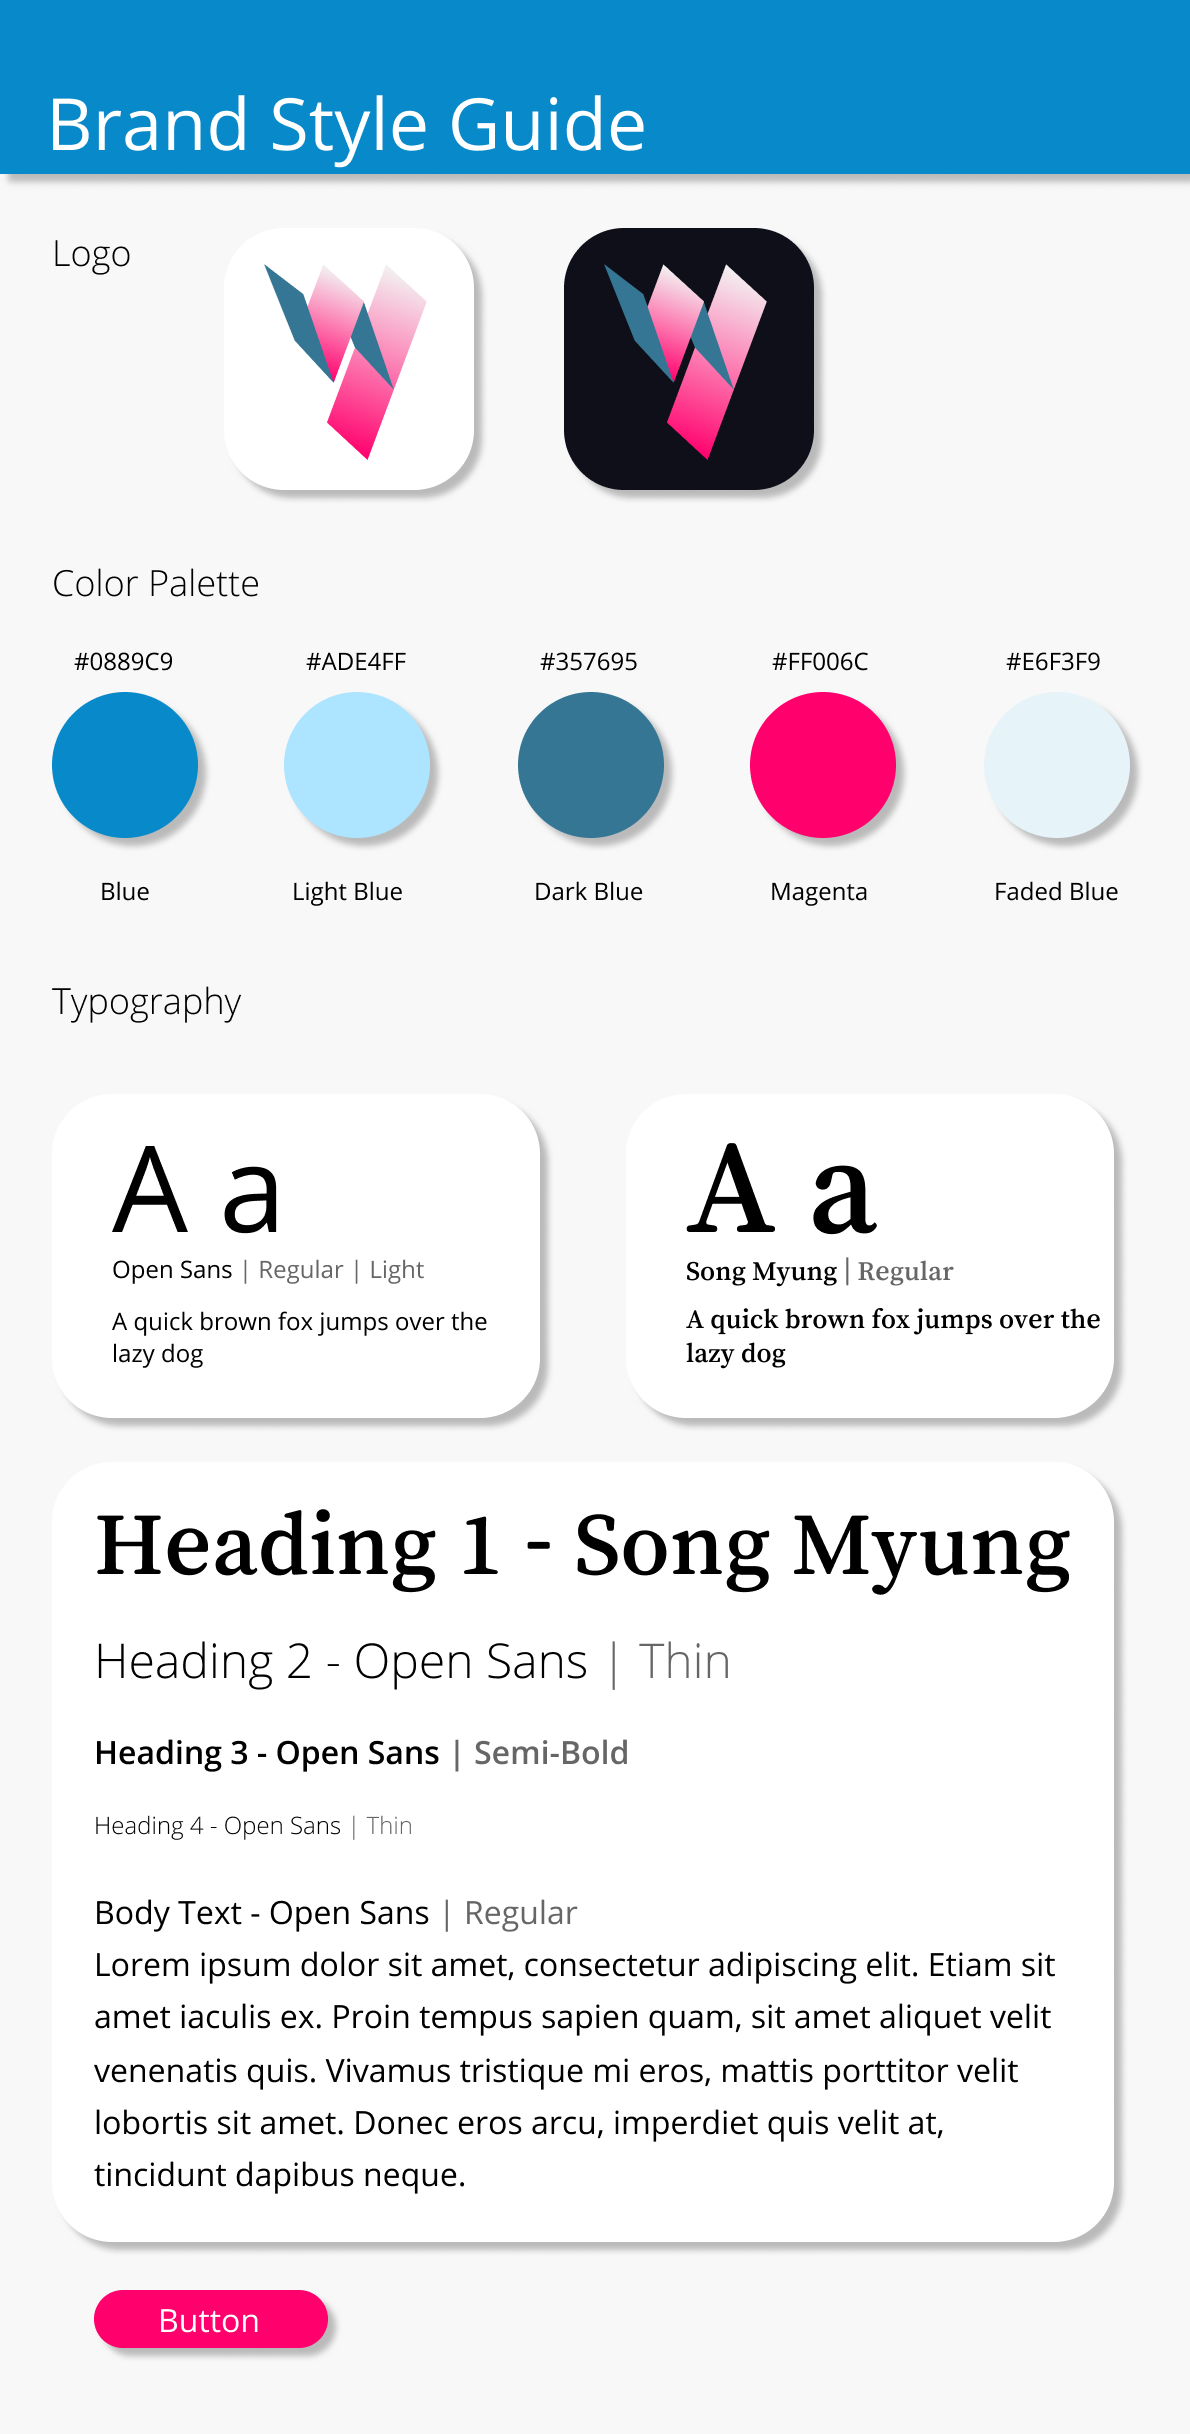 Brand Style Guide
Logo
Color Palette
#0889C9 #ADE4FF #357695 #FF006C #E6F3F9
Blue Light Blue Dark Blue Magenta Faded Blue
Typography
A a
Open Sans | Regular | Light
A quick brown fox jumps over the
lazy dog
A a
Song Myung | Regular
A quick brown fox jumps over the
lazy dog
Heading 1 - Song Myung
Heading 2 - Open Sans | Thin
Heading 3 - Open Sans | Semi-Bold
Heading 4 - Open Sans | Thin
Body Text - Open Sans | Regular
Lorem ipsum dolor sit amet, consectetur adipiscing elit. Etiam sit
amet iaculis ex. Proin tempus sapien quam, sit amet aliquet velit
venenatis quis. Vivamus tristique mi eros, mattis porttitor velit
lobortis sit amet. Donec eros arcu, imperdiet quis velit at,
tincidunt dapibus neque.
Button